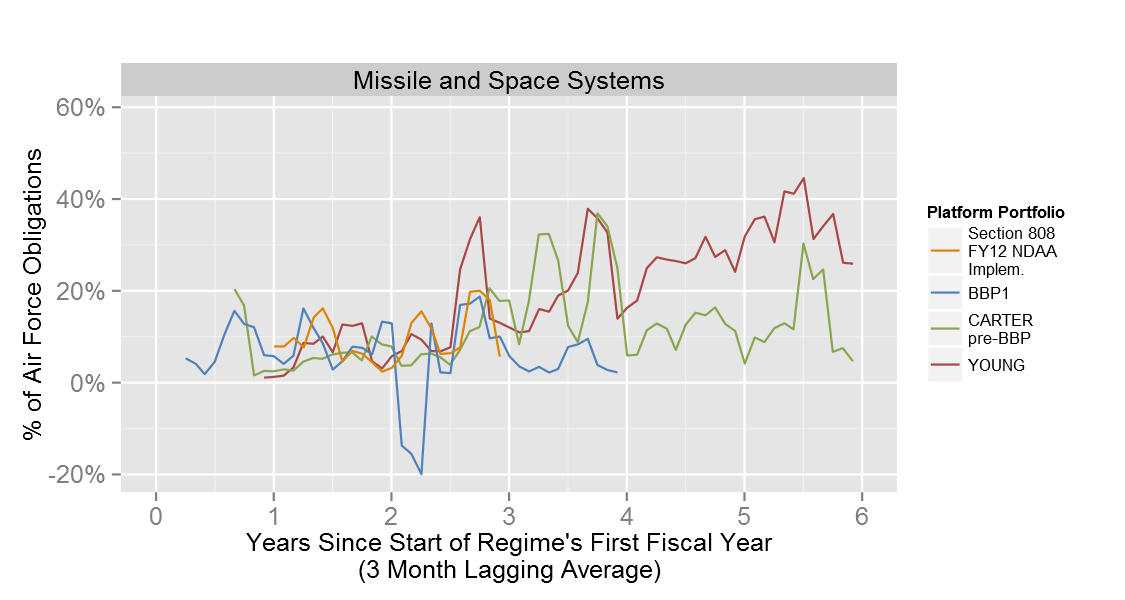 Missile and Space Systems
60%
40%
20%
0%
-20%
% of Air Force Obligations
0 1 2 3 4 5 6
Years Since Start of Regime's First Fiscal Year
(3 Month Lagging Average)
Platform Portfolio
Section 808
FY12 NDAA
Implem.
BBP1
CARTER
pre-BBP
YOUNG